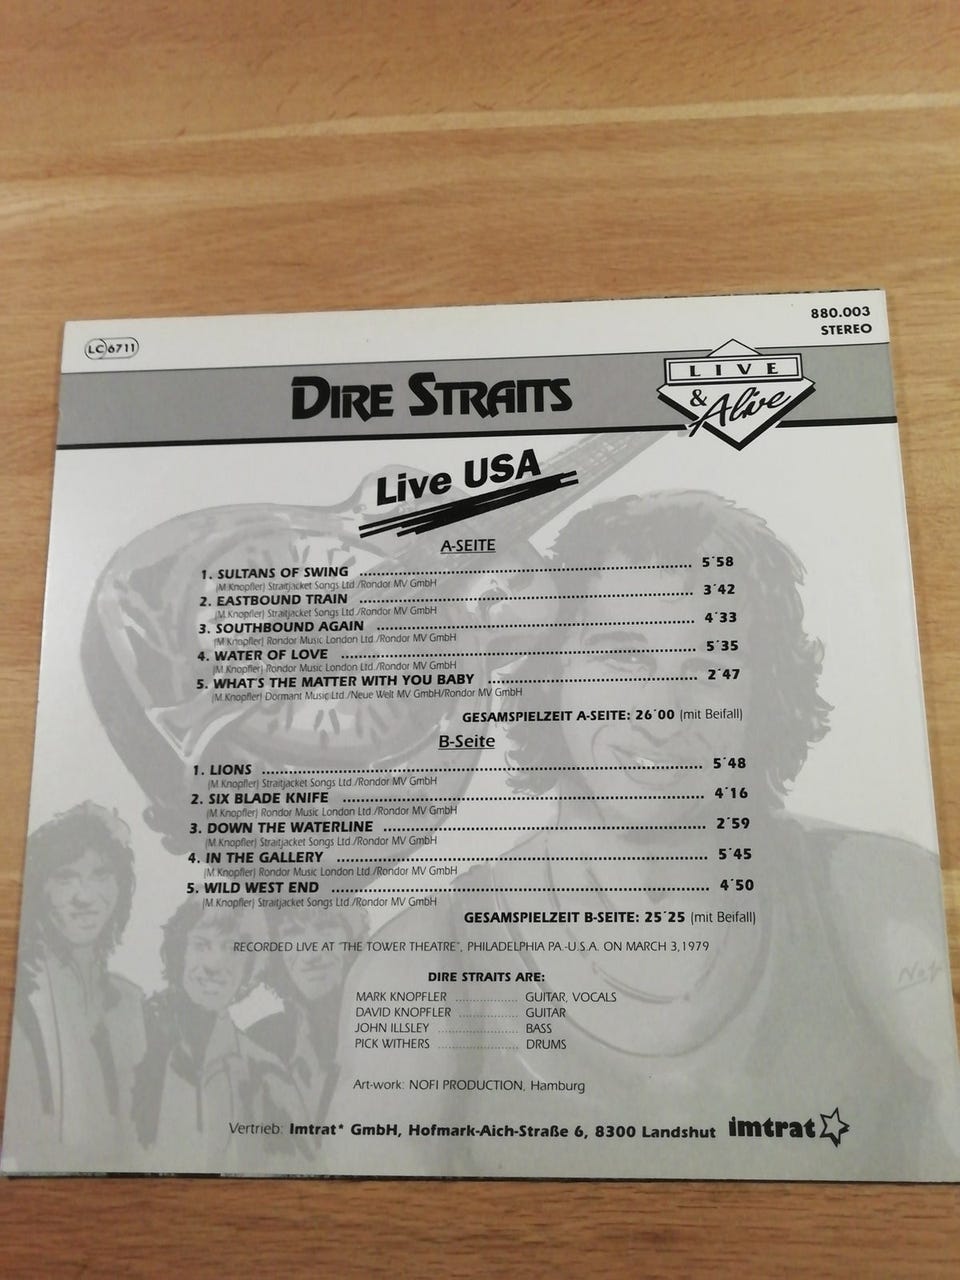 880.003
STEREO
LC 6711
DIRE STRAITS
LIVE
& Alive
Live USA
A-SEITE
1. SULTANS OF SWING 5´58
(M.Knopfler) Straitjacket Songs Ltd./Rondor MV GmbH
2. EASTBOUND TRAIN 3´42
(M.Knopfler) Straitjacket Songs Ltd./Rondor MV GmbH
3. SOUTHBOUND AGAIN 4´33
(M.Knopfler) Rondor Music London Ltd./Rondor MV GmbH
4. WATER OF LOVE 5´35
(M.Knopfler) Rondor Music London Ltd./Rondor MV GmbH
5. WHAT'S THE MATTER WITH YOU BABY 2´47
(M.Knopfler) Dormant Music Ltd./Neue Welt MV GmbH/Rondor MV GmbH
GESAMSPIELZEIT A-SEITE: 26´00 (mit Beifall)
B-Seite
1. LIONS 5´48
(M.Knopfler) Straitjacket Songs Ltd./Rondor MV GmbH
2. SIX BLADE KNIFE 4´16
(M.Knopfler) Rondor Music London Ltd./Rondor MV GmbH
3. DOWN THE WATERLINE 2´59
(M.Knopfler) Straitjacket Songs Ltd./Rondor MV GmbH
4. IN THE GALLERY 5´45
(M.Knopfler) Rondor Music London Ltd./Rondor MV GmbH
5. WILD WEST END 4´50
(M.Knopfler) Straitjacket Songs Ltd./Rondor MV GmbH
GESAMSPIELZEIT B-SEITE: 25´25 (mit Beifall)
RECORDED LIVE AT "THE TOWER THEATRE", PHILADELPHIA PA.-U.S.A. ON MARCH 3,1979
DIRE STRAITS ARE:
MARK KNOPFLER GUITAR, VOCALS
DAVID KNOPFLER GUITAR
JOHN ILLSLEY BASS
PICK WITHERS DRUMS
Art-work: NOFI PRODUCTION, Hamburg
Vertrieb: Imtrat* GmbH, Hofmark-Aich-Straße 6, 8300 Landshut imtrat